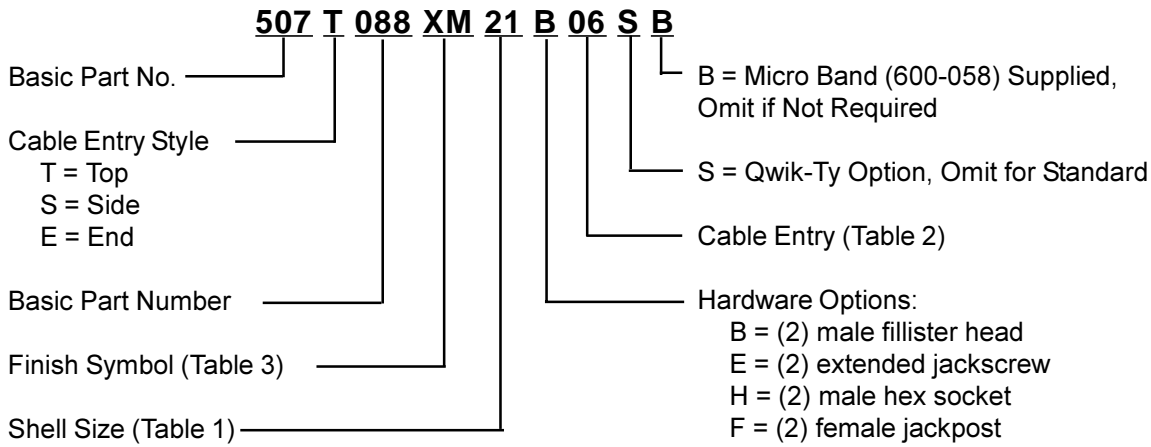 507 T 088 XM 21 B 06 S B
Basic Part No.
Cable Entry Style
T = Top
S = Side
E = End
Basic Part Number
Finish Symbol (Table 3)
Shell Size (Table 1)
B = Micro Band (600-058) Supplied,
Omit if Not Required
S = Qwik-Ty Option, Omit for Standard
Cable Entry (Table 2)
Hardware Options:
B = (2) male fillister head
E = (2) extended jackscrew
H = (2) male hex socket
F = (2) female jackpost